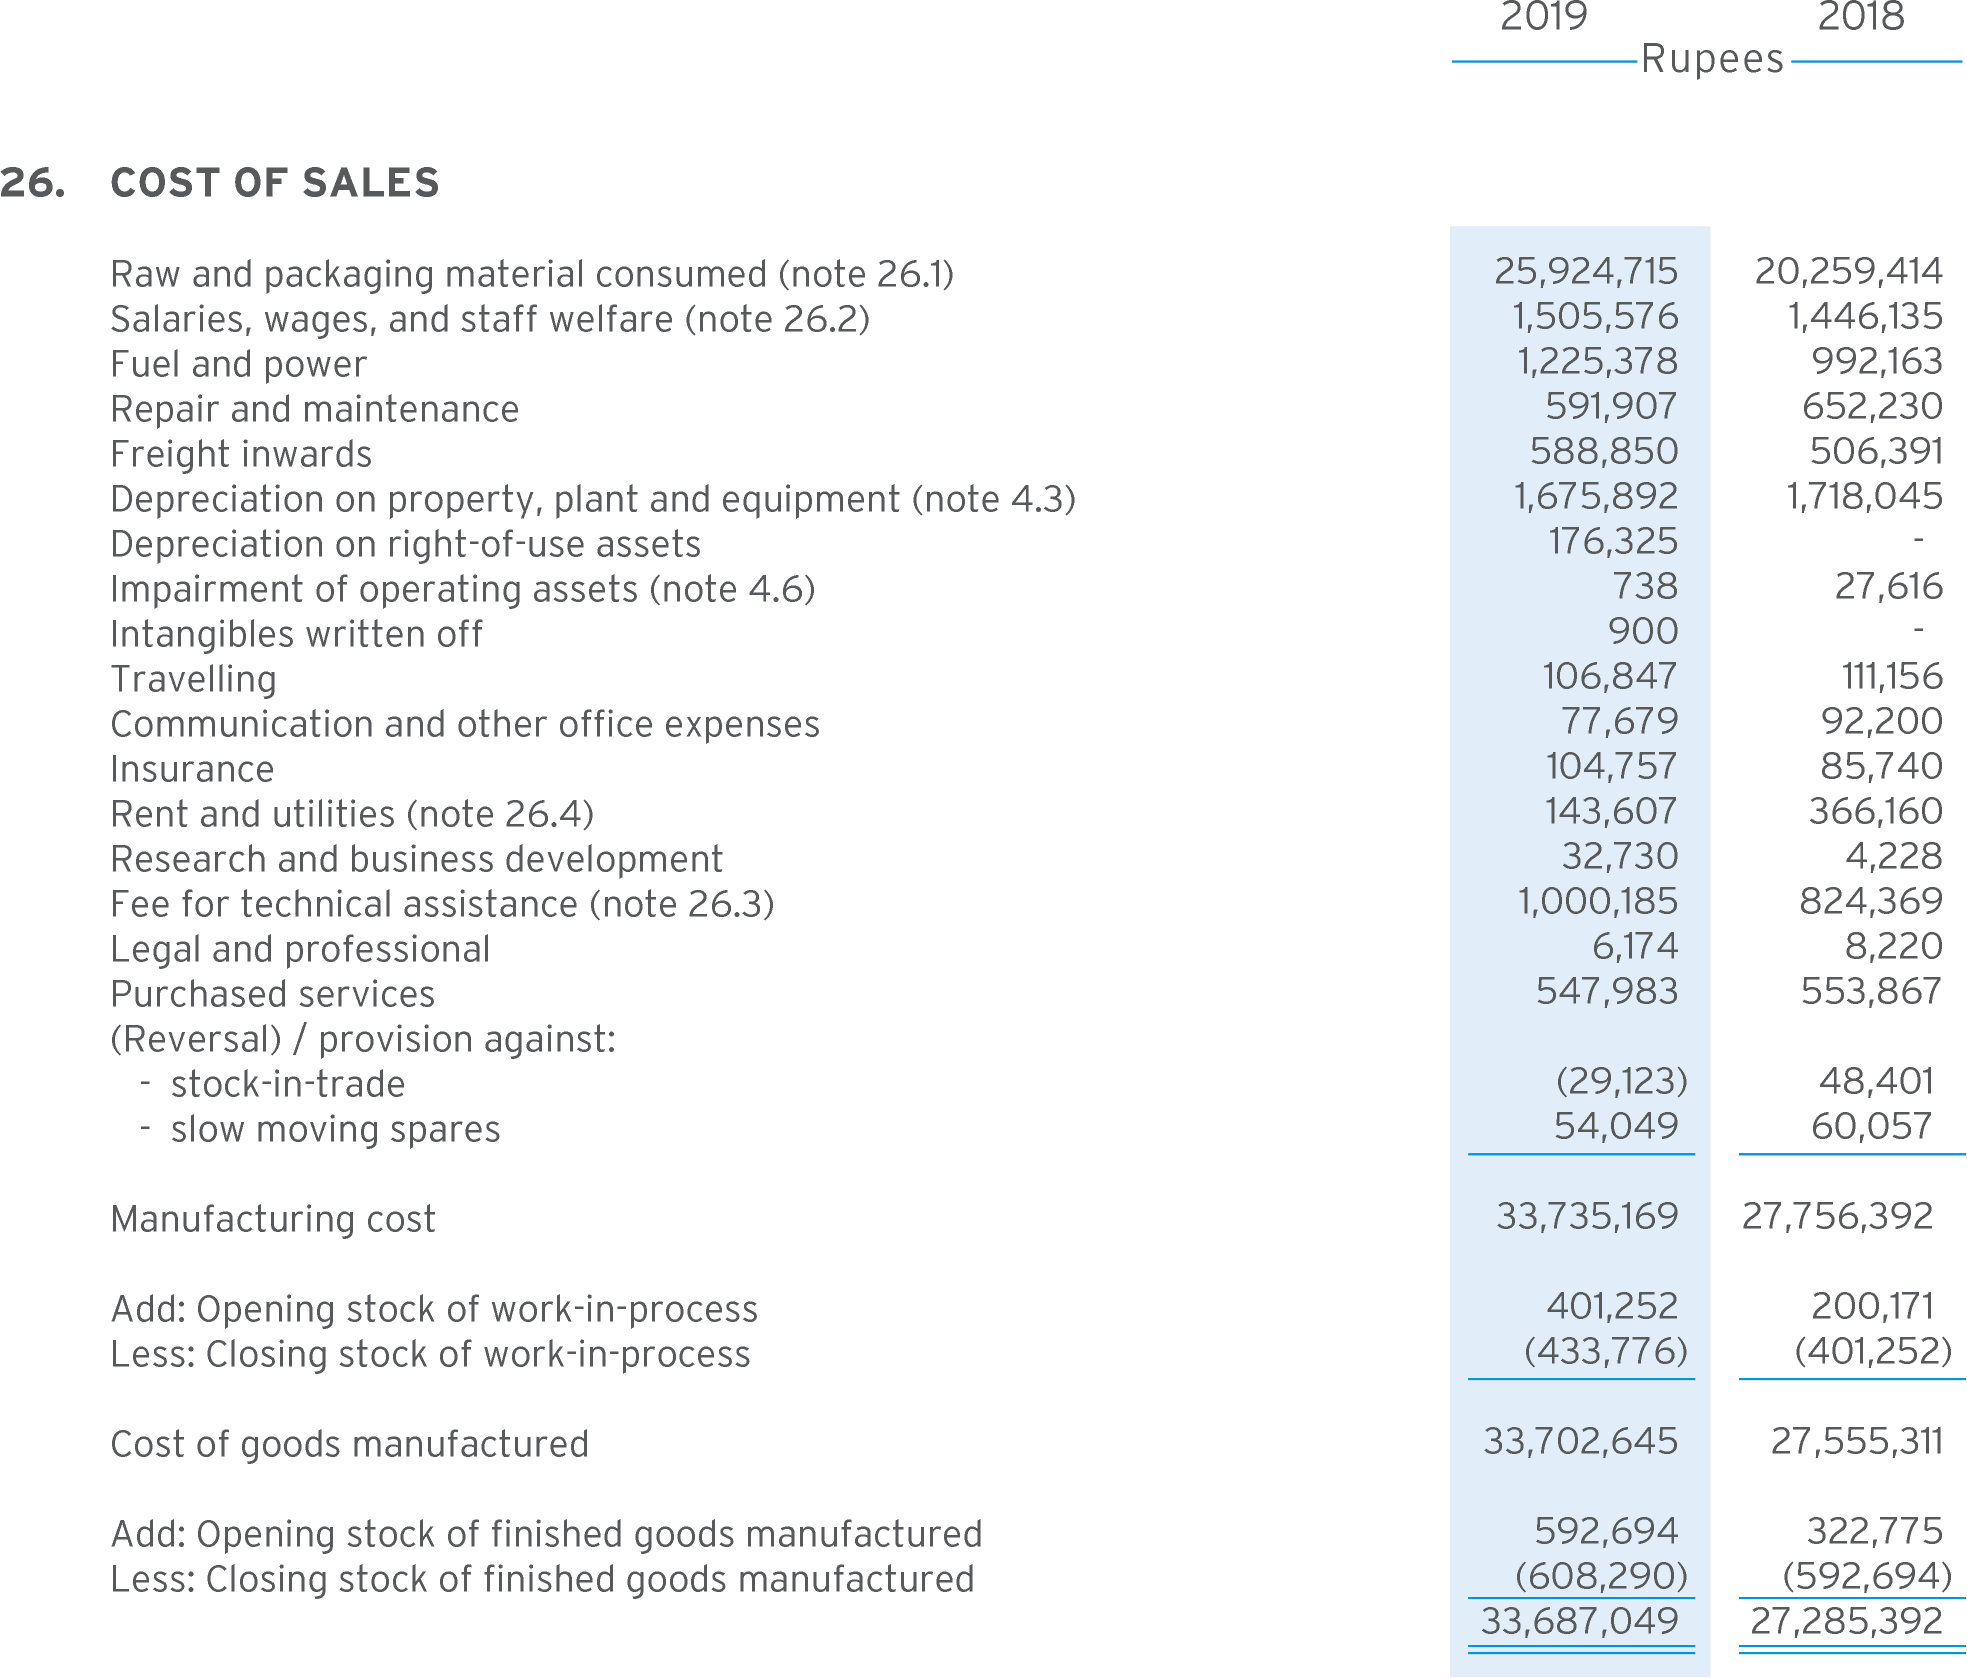 2019 2018
Rupees
26. COST OF SALES
Raw and packaging material consumed (note 26.1) 25,924,715 20,259,414
Salaries, wages, and staff welfare (note 26.2) 1,505,576 1,446,135
Fuel and power 1,225,378 992,163
Repair and maintenance 591,907 652,230
Freight inwards 588,850 506,391
Depreciation on property, plant and equipment (note 4.3) 1,675,892 1,718,045
Depreciation on right-of-use assets 176,325 -
Impairment of operating assets (note 4.6) 738 27,616
Intangibles written off 900 -
Travelling 106,847 111,156
Communication and other office expenses 77,679 92,200
Insurance 104,757 85,740
Rent and utilities (note 26.4) 143,607 366,160
Research and business development 32,730 4,228
Fee for technical assistance (note 26.3) 1,000,185 824,369
Legal and professional 6,174 8,220
Purchased services 547,983 553,867
(Reversal) / provision against:
- stock-in-trade (29,123) 48,401
- slow moving spares 54,049 60,057
Manufacturing cost 33,735,169 27,756,392
Add: Opening stock of work-in-process 401,252 200,171
Less: Closing stock of work-in-process (433,776) (401,252)
Cost of goods manufactured 33,702,645 27,555,311
Add: Opening stock of finished goods manufactured 592,694 322,775
Less: Closing stock of finished goods manufactured (608,290) (592,694)
33,687,049 27,285,392